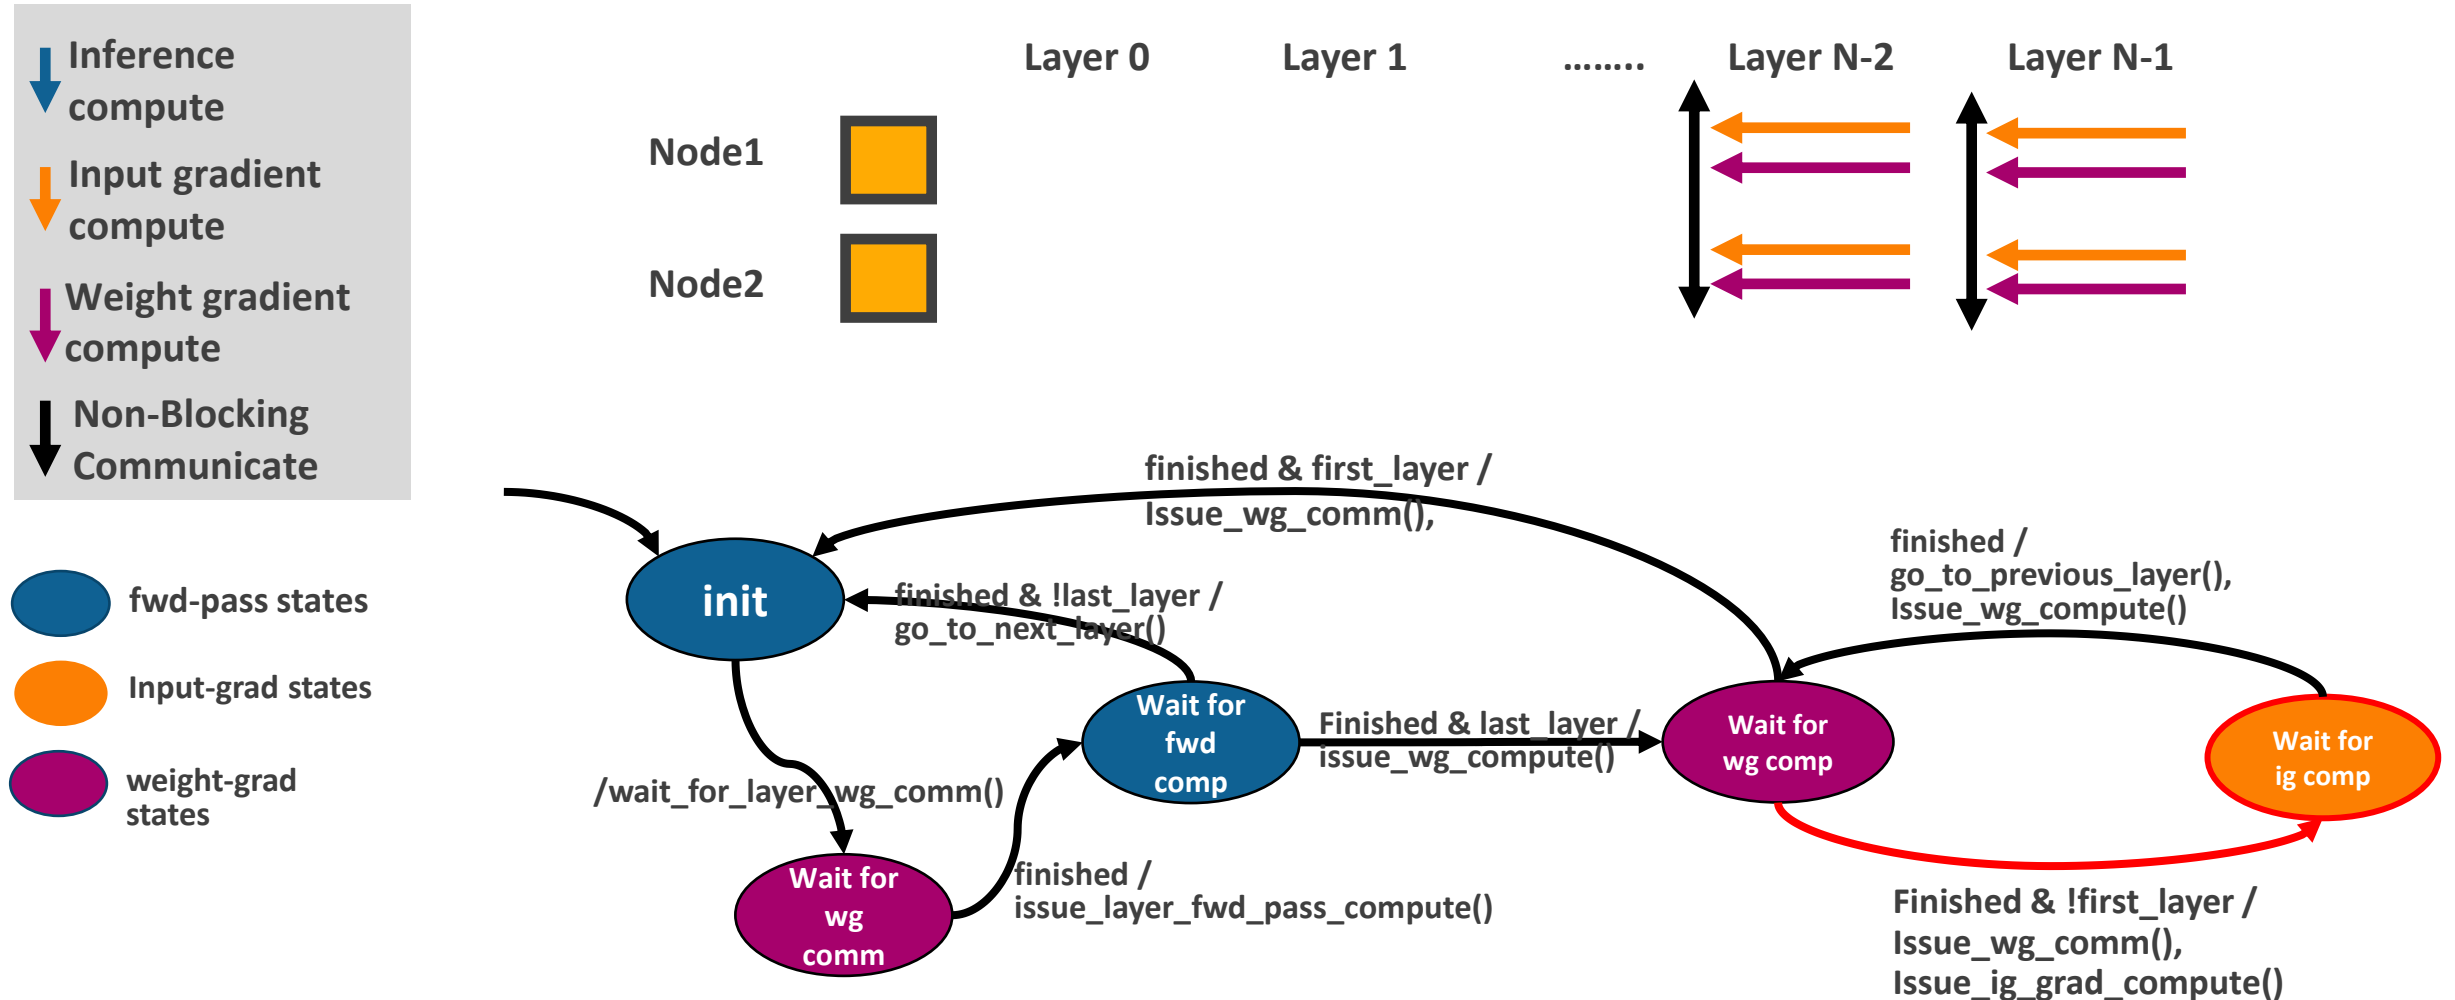 Inference
compute
Input gradient
compute
Weight gradient
compute
Non-Blocking
Communicate
fwd-pass states
Input-grad states
weight-grad
states
Layer 0
Layer 1
........
Layer N-2
Layer N-1
Node1
Node2
finished & first_layer /
Issue_wg_comm(),
init
finished & !last_layer /
go_to_next_layer()
finished /
go_to_previous_layer(),
Issue_wg_compute()
Wait for
fwd
comp
Finished & last_layer /
issue_wg_compute()
Wait for
wg comp
Wait for
ig comp
/wait_for_layer_wg_comm()
Wait for
wg
comm
finished /
issue_layer_fwd_pass_compute()
Finished & !first_layer /
Issue_wg_comm(),
Issue_ig_grad_compute()